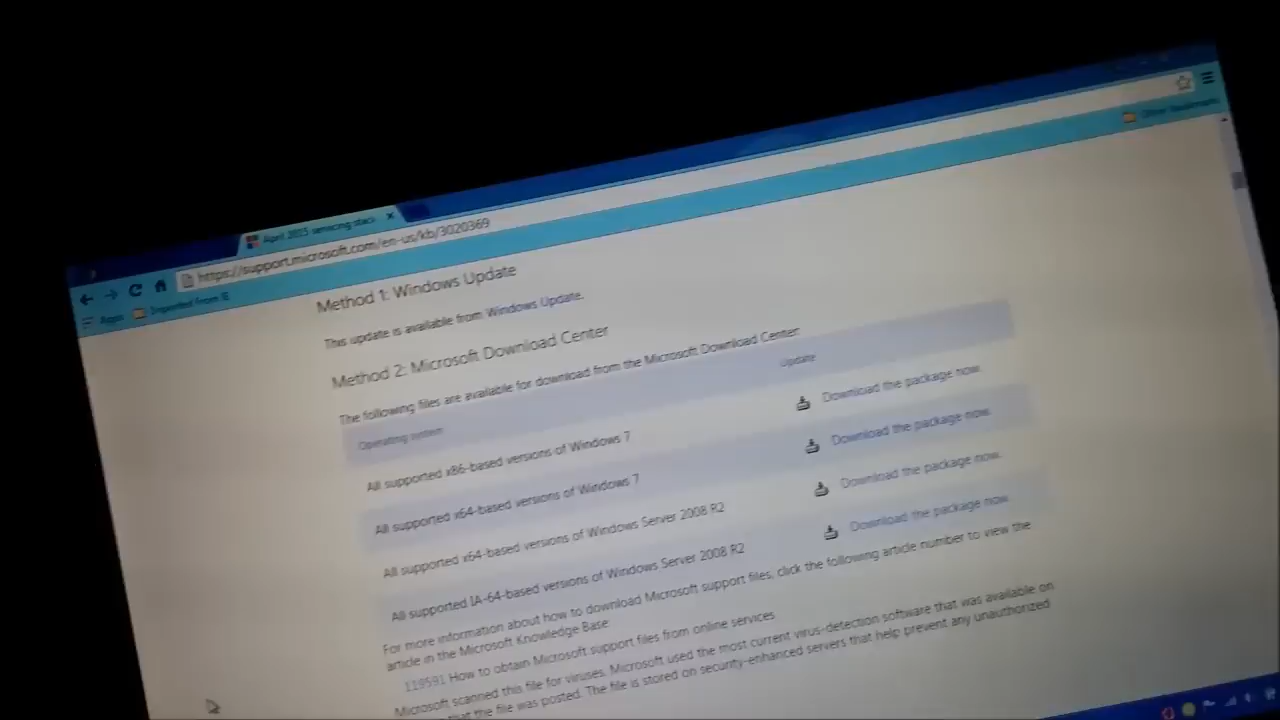 April 2015 servicing stac
https://support.microsoft.com/en-us/kb/3020369
Other bookmarks
Apps
Imported From IE
Method 1: Windows Update
This update is available from Windows Update.
Method 2: Microsoft Download Center
The following files are available for download from the Microsoft Download Center:
Operating system Update
All supported x86-based versions of Windows 7 Download the package now.
All supported x64-based versions of Windows 7 Download the package now.
All supported x64-based versions of Windows Server 2008 R2 Download the package now.
All supported IA-64-based versions of Windows Server 2008 R2 Download the package now.
For more information about how to download Microsoft support files, click the following article number to view the
article in the Microsoft Knowledge Base:
119591 How to obtain Microsoft support files from online services
Microsoft scanned this file for viruses. Microsoft used the most current virus-detection software that was available on
that the file was posted. The file is stored on security-enhanced servers that help prevent any unauthorized